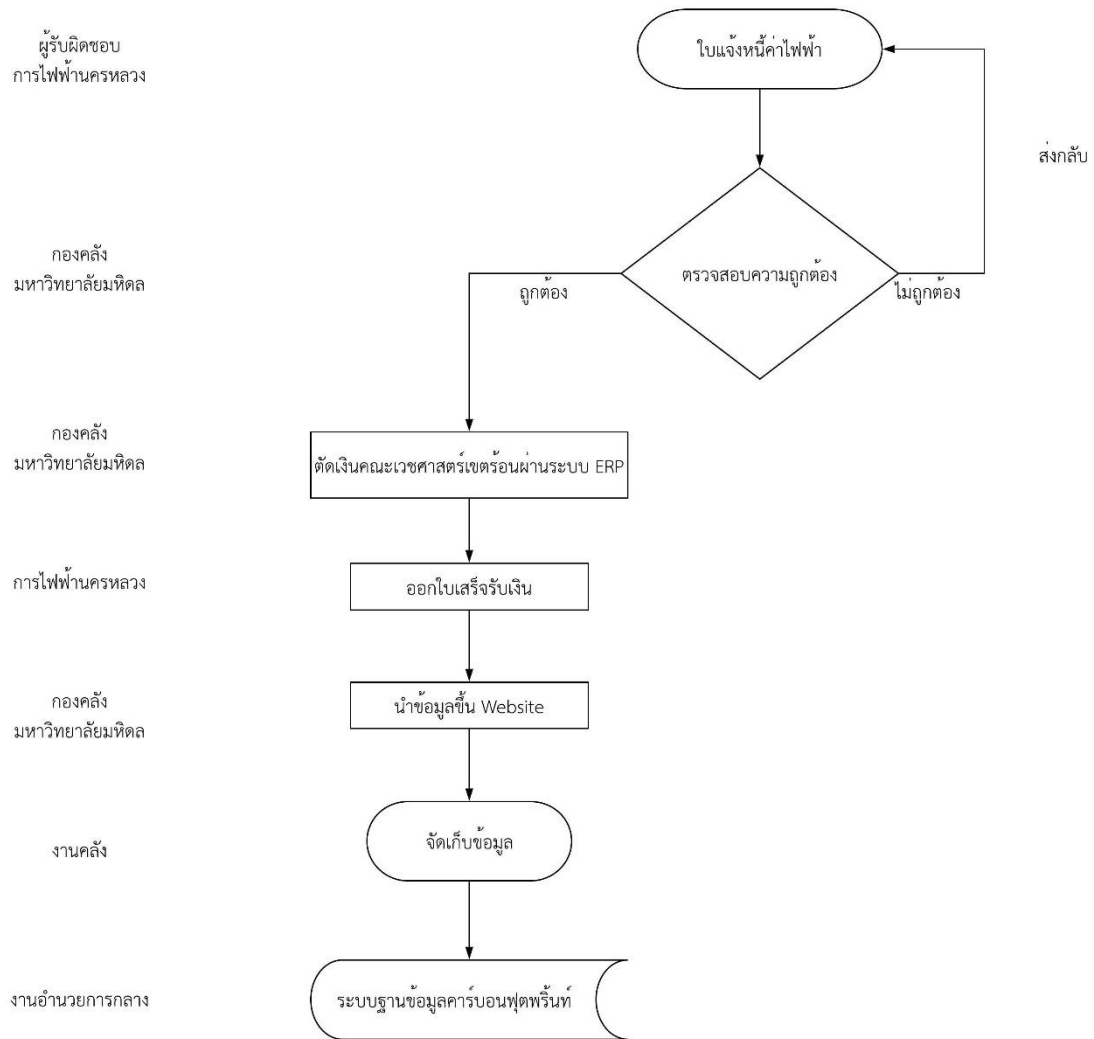 ผู้รับผิดชอบ
การไฟฟ้านครหลวง
ใบแจ้งหนี้ค่าไฟฟ้า
ส่งกลับ
กองคลัง
มหาวิทยาลัยมหิดล
ตรวจสอบความถูกต้อง
ถูกต้อง
ไม่ถูกต้อง
กองคลัง
มหาวิทยาลัยมหิดล
ตัดเงินคณะเวชศาสตร์เขตร้อนผ่านระบบ ERP
การไฟฟ้านครหลวง
ออกใบเสร็จรับเงิน
กองคลัง
มหาวิทยาลัยมหิดล
นำข้อมูลขึ้น Website
งานคลัง
จัดเก็บข้อมูล
งานอำนวยการกลาง
ระบบฐานข้อมูลคาร์บอนฟุตพริ้นท์